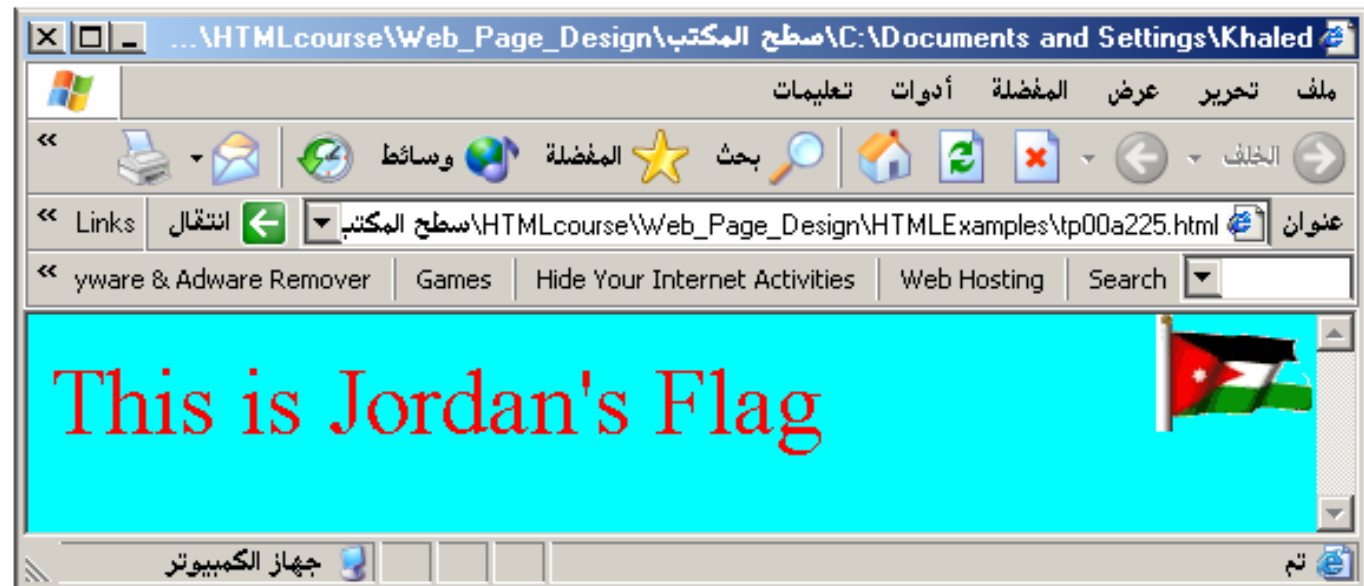 C:\Documents and Settings\Khaled\سطح المكتب\HTMLcourse\Web_Page_Design\...
ملف تحرير عرض المفضلة أدوات تعليمات
الخلف بحث المفضلة وسائط »
عنوان سطح المكتب\HTMLcourse\Web_Page_Design\HTMLExamples\tp00a225.html انتقال Links »
» yware & Adware Remover Games Hide Your Internet Activities Web Hosting Search
This is Jordan's Flag
تم جهاز الكمبيوتر